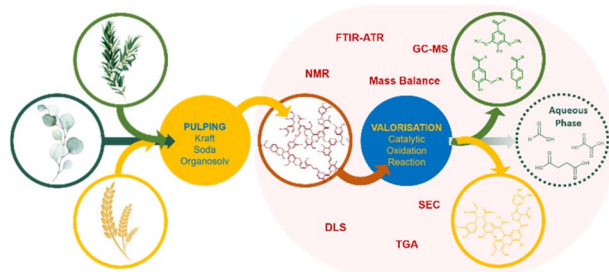 FTIR-ATR
GC-MS
NMR
Mass Balance
PULPING
Kraft
Soda
Organosolv
VALORISATION
Catalytic
Oxidation
Reaction
Aqueous
Phase
SEC
DLS
TGA